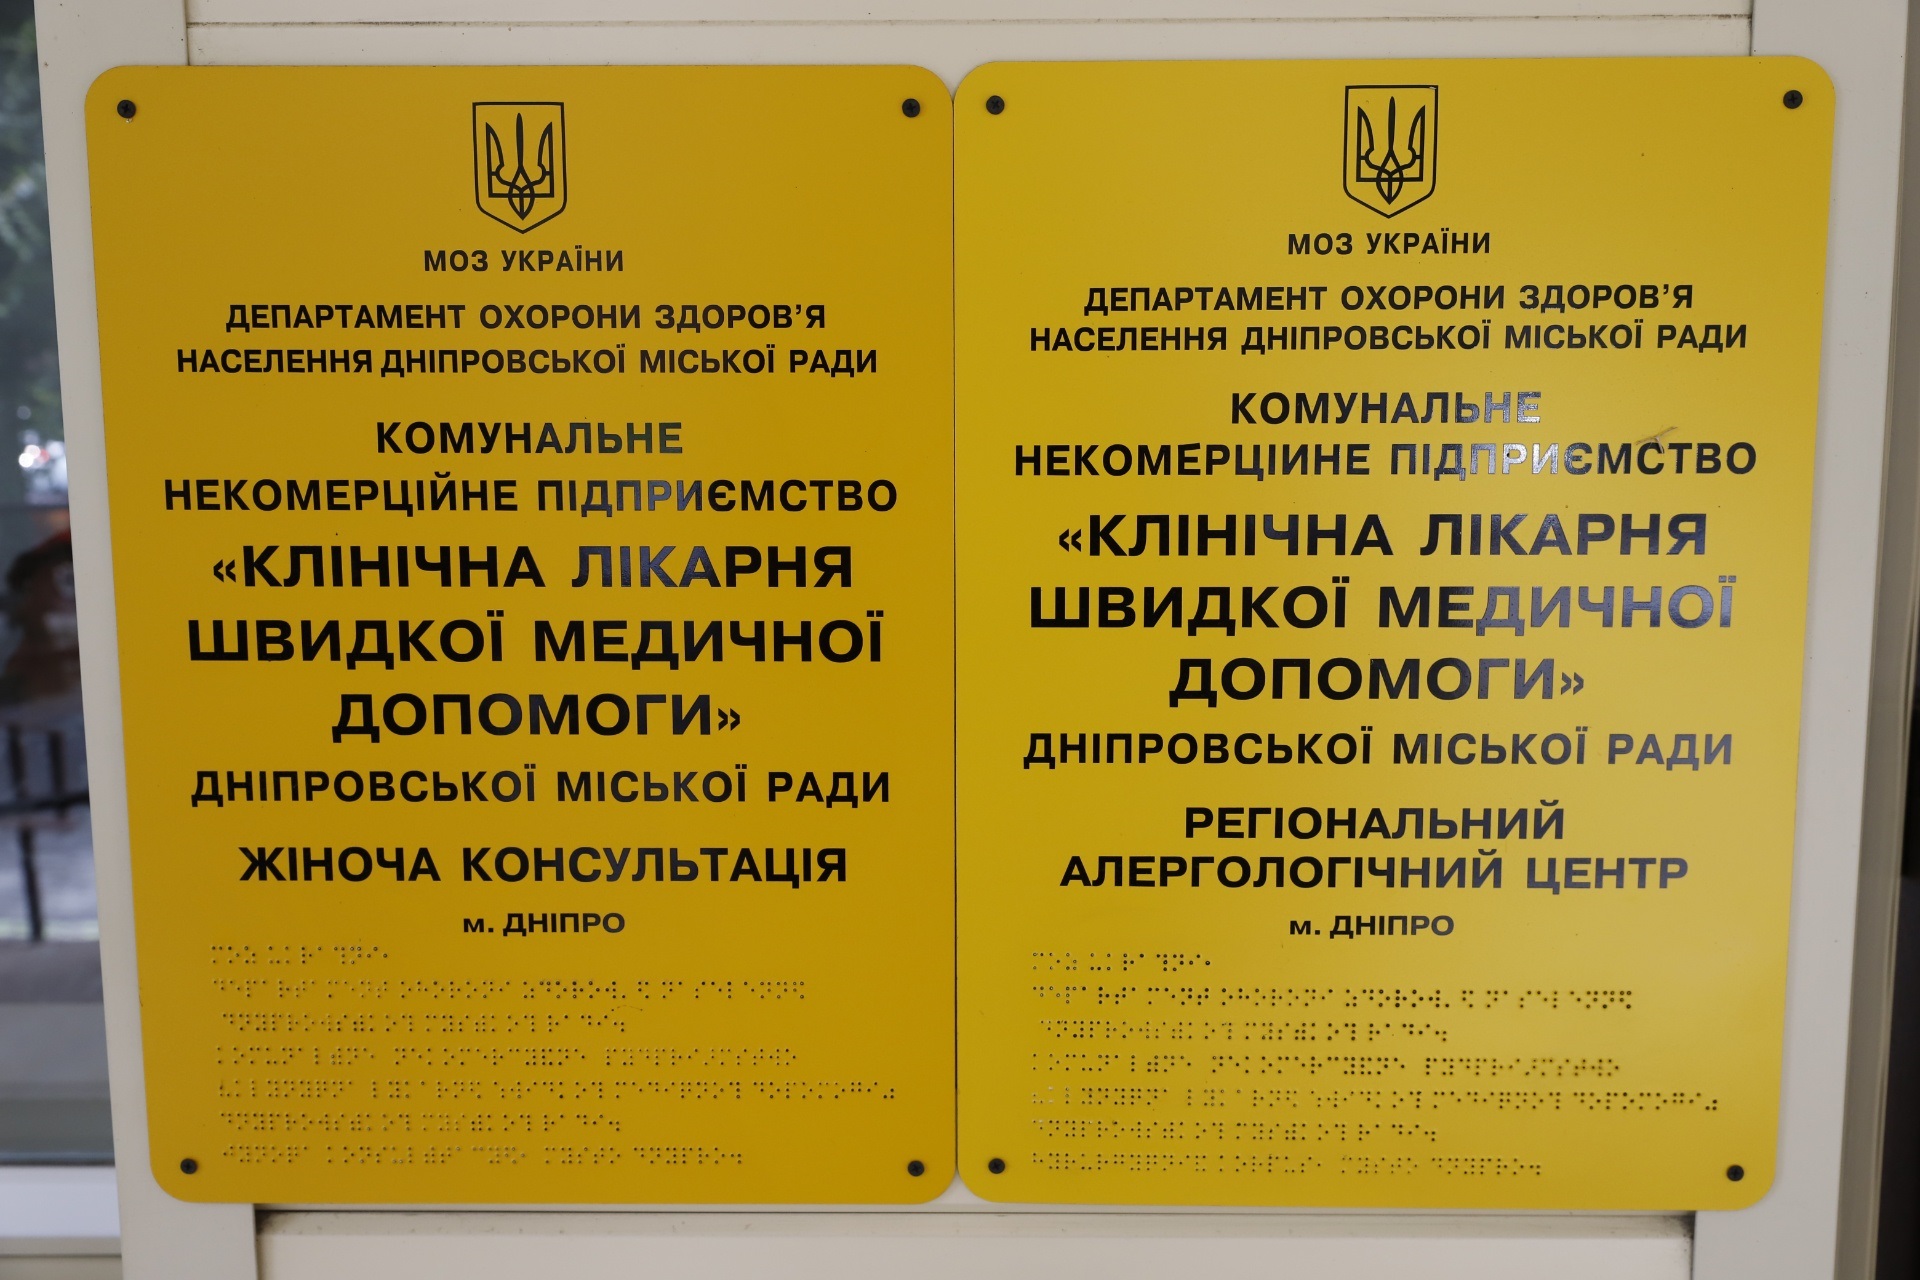 МОЗ УКРАЇНИ
ДЕПАРТАМЕНТ ОХОРОНИ ЗДОРОВ'Я
НАСЕЛЕННЯ ДНІПРОВСЬКОЇ МІСЬКОЇ РАДИ
КОМУНАЛЬНЕ
НЕКОМЕРЦІЙНЕ ПІДПРИЄМСТВО
«КЛІНІЧНА ЛІКАРНЯ
ШВИДКОЇ МЕДИЧНОЇ
ДОПОМОГИ»
ДНІПРОВСЬКОЇ МІСЬКОЇ РАДИ
ЖІНОЧА КОНСУЛЬТАЦІЯ
м. ДНІПРО
МОЗ УКРАЇНИ
ДЕПАРТАМЕНТ ОХОРОНИ ЗДОРОВ'Я
НАСЕЛЕННЯ ДНІПРОВСЬКОЇ МІСЬКОЇ РАДИ
КОМУНАЛЬНЕ
НЕКОМЕРЦІИНЕ ПІДПРИЄМСТВО
«КЛІНІЧНА ЛІКАРНЯ
ШВИДКОЇ МЕДИЧНОЇ
ДОПОМОГИ»
ДНІПРОВСЬКОЇ МІСЬКОЇ РАДИ
РЕГІОНАЛЬНИЙ
АЛЕРГОЛОГІЧНИЙ ЦЕНТР
м. ДНІПРО